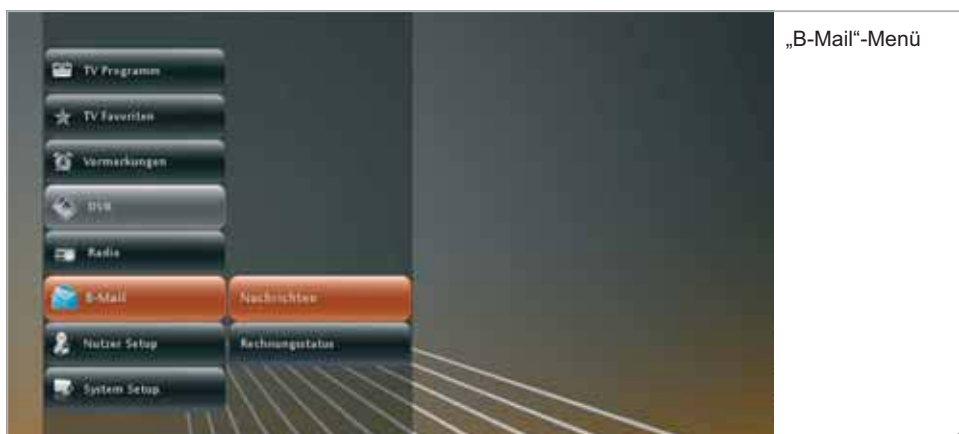 „B-Mail“-Menü
TV Programm
TV Favoriten
Vormerkungen
DVR
Radio
B-Mail
Nachrichten
Nutzer Setup
Rechnungsstatus
System Setup